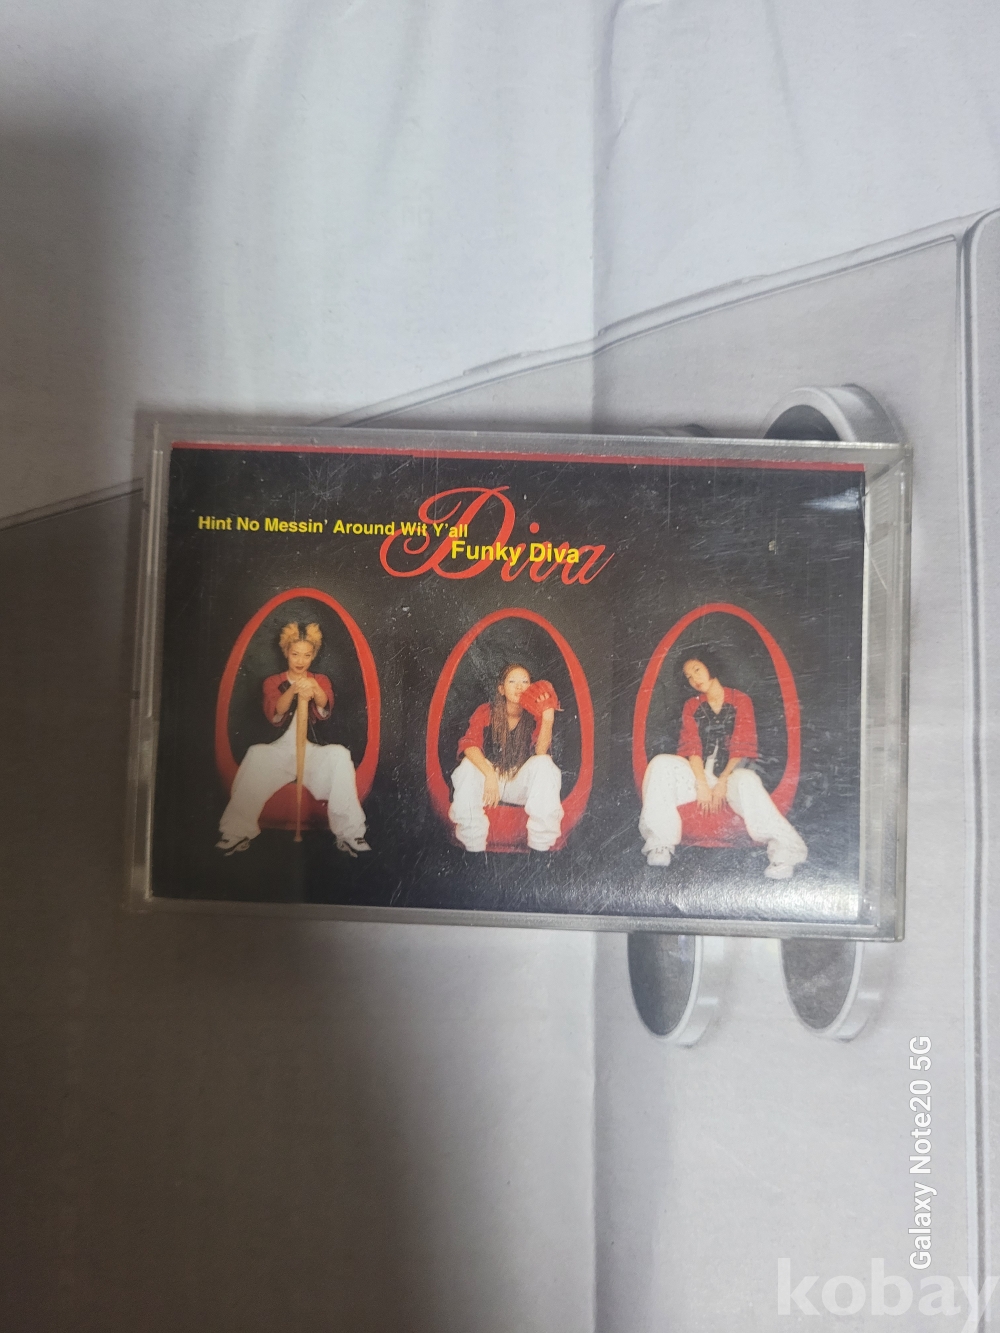 Hint No Messin' Around Wit Y'all
Diva
Funky Diva
Galaxy Note20 5G
kobay